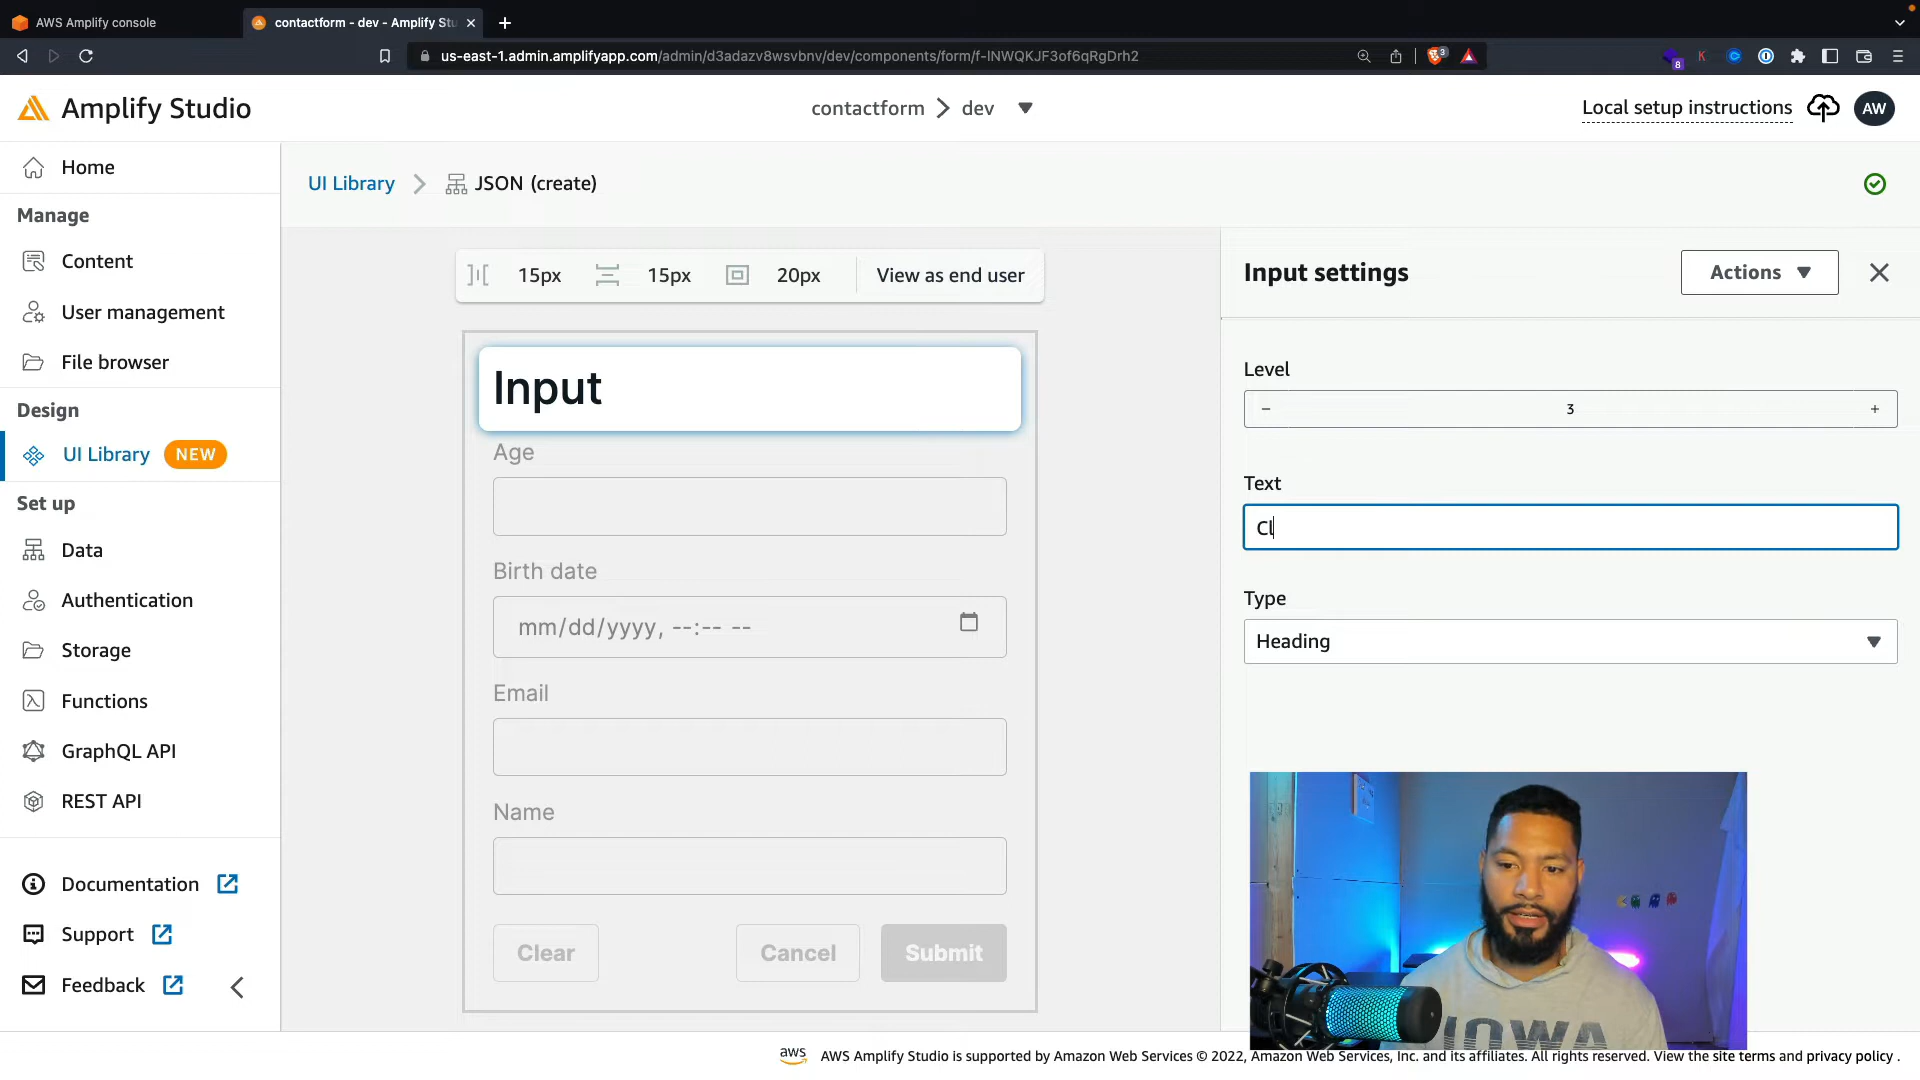 AWS Amplify console
contactform - dev - Amplify Stu
us-east-1.admin.amplifyapp.com/admin/d3adazv8wsvbnv/dev/components/form/f-lNWQKJF3of6qRgDrh2
3
8
K
Amplify Studio
contactform
dev
Local setup instructions
AW
Home
Manage
Content
User management
File browser
Design
UI Library NEW
Set up
Data
Authentication
Storage
Functions
GraphQL API
REST API
Documentation
Support
Feedback
UI Library
JSON (create)
15px 15px 20px View as end user
Input
Age
Birth date
mm/dd/yyyy, --:-- --
Email
Name
Clear Cancel Submit
Input settings
Actions
Level
− 3 +
Text
Cl
Type
Heading
IOWA
aws AWS Amplify Studio is supported by Amazon Web Services © 2022, Amazon Web Services, Inc. and its affiliates. All rights reserved. View the site terms and privacy policy .